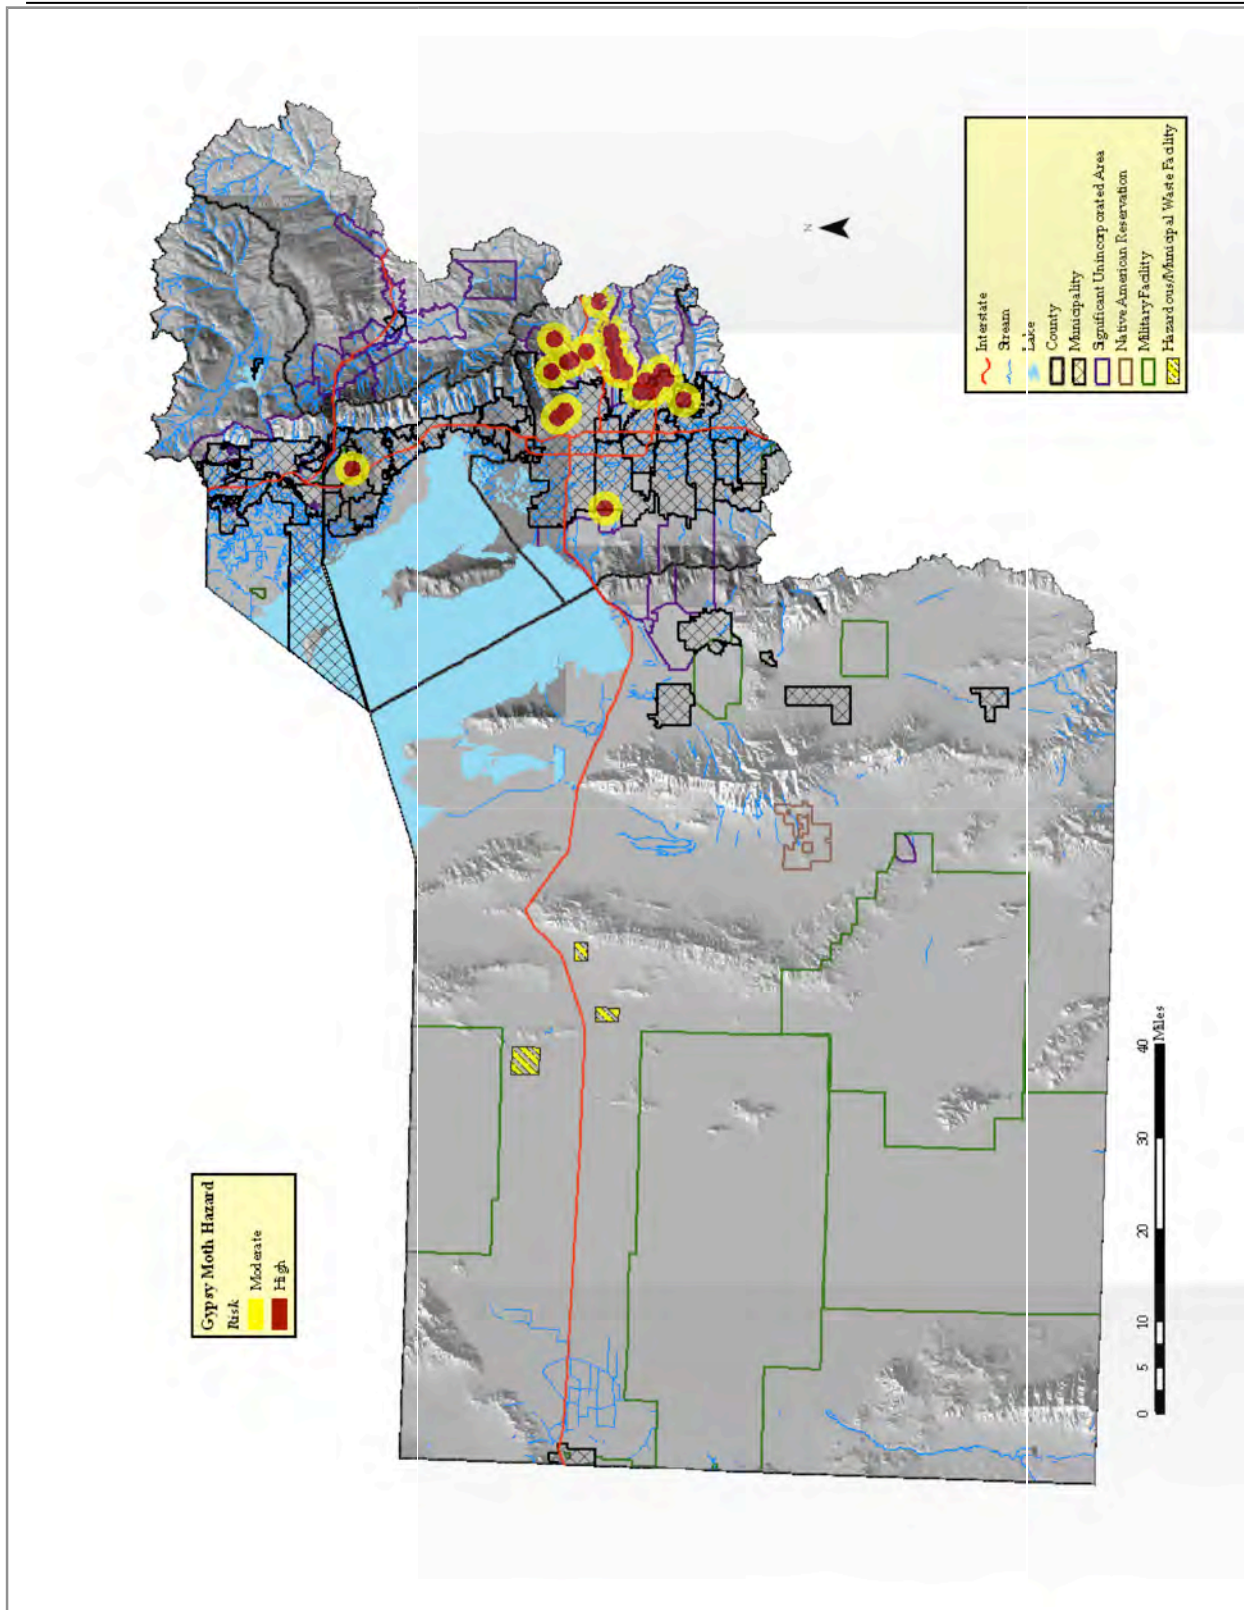 Gypsy Moth Hazard
Risk
Moderate
High
N
Interstate
Stream
Lake
County
Municipality
Significant Unincorporated Area
Native American Reservation
Military Facility
Hazardous/Municipal Waste Facility
0 5 10 20 30 40
Miles